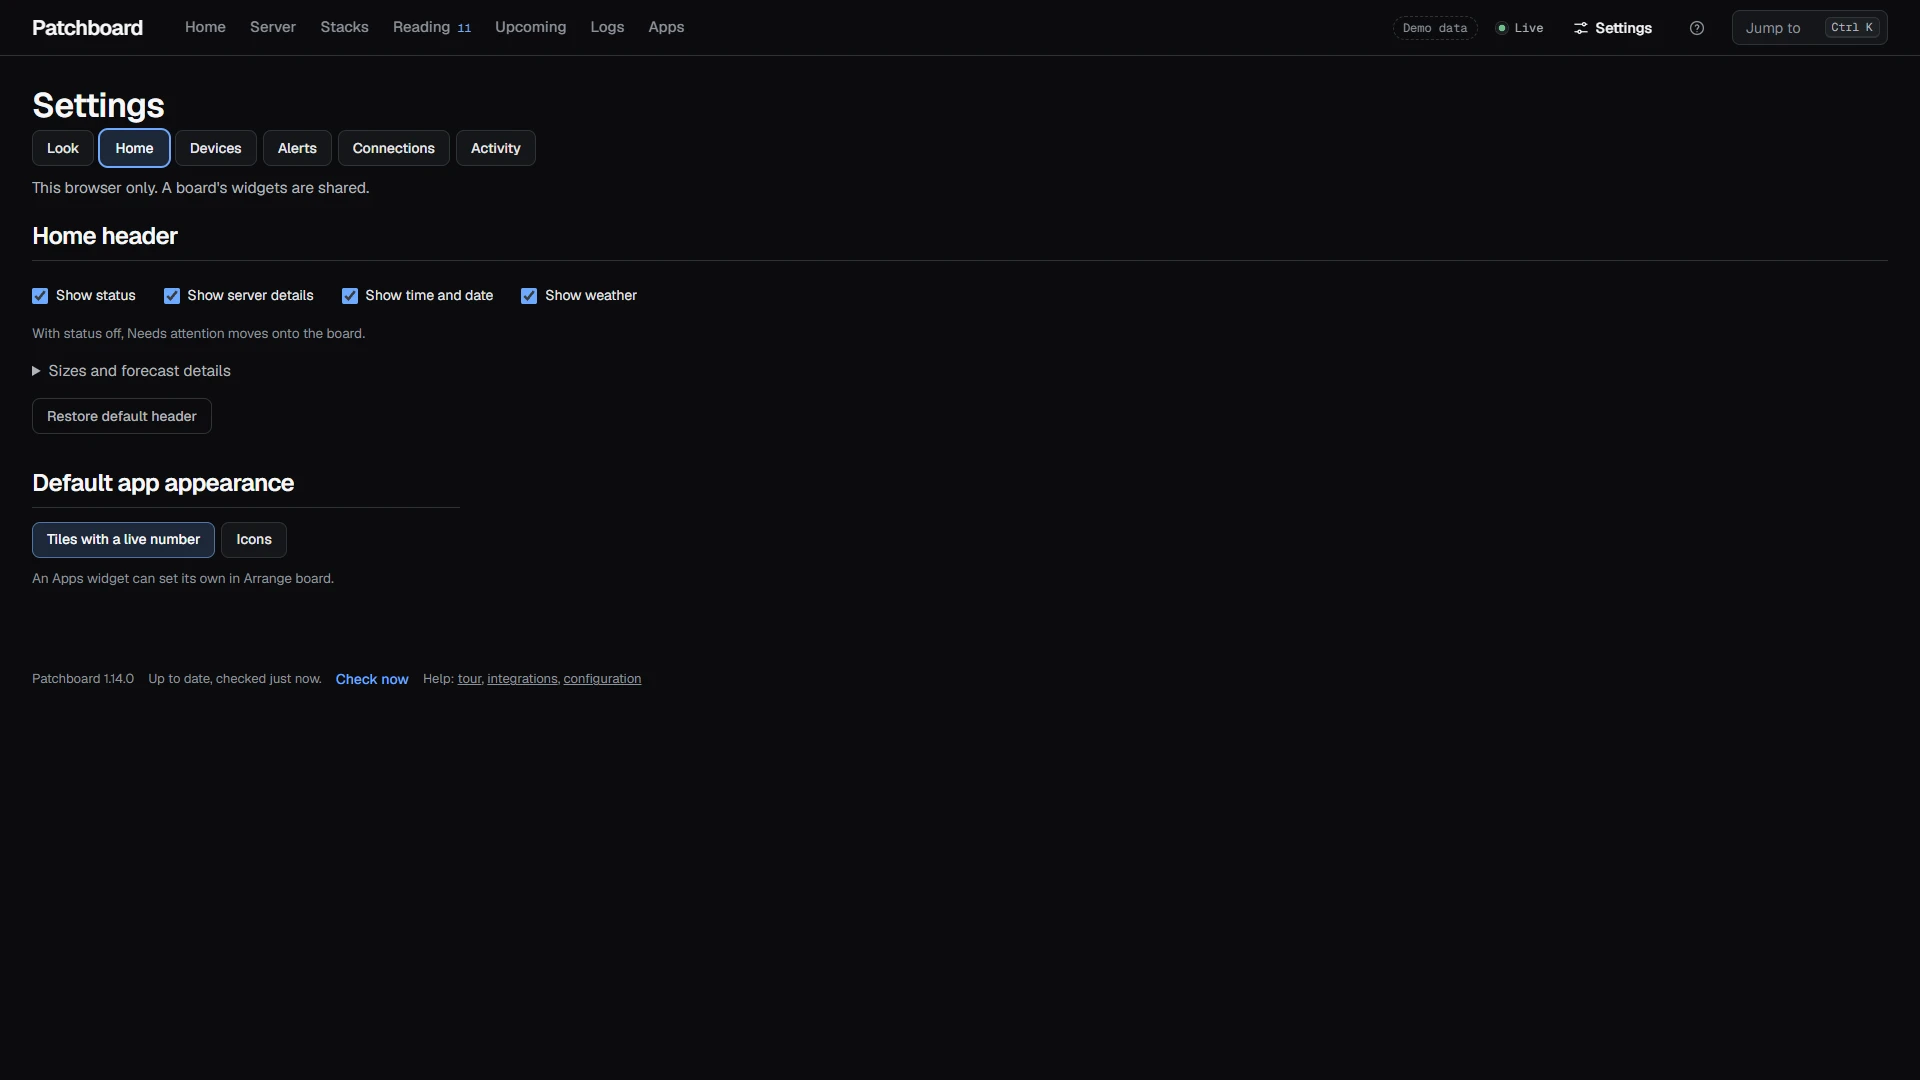 Patchboard Home Server Stacks Reading 11 Upcoming Logs Apps Demo data Live Settings Jump to Ctrl K
Settings
Look Home Devices Alerts Connections Activity
This browser only. A board's widgets are shared.
Home header
Show status Show server details Show time and date Show weather
With status off, Needs attention moves onto the board.
Sizes and forecast details
Restore default header
Default app appearance
Tiles with a live number Icons
An Apps widget can set its own in Arrange board.
Patchboard 1.14.0 Up to date, checked just now. Check now Help: tour, integrations, configuration